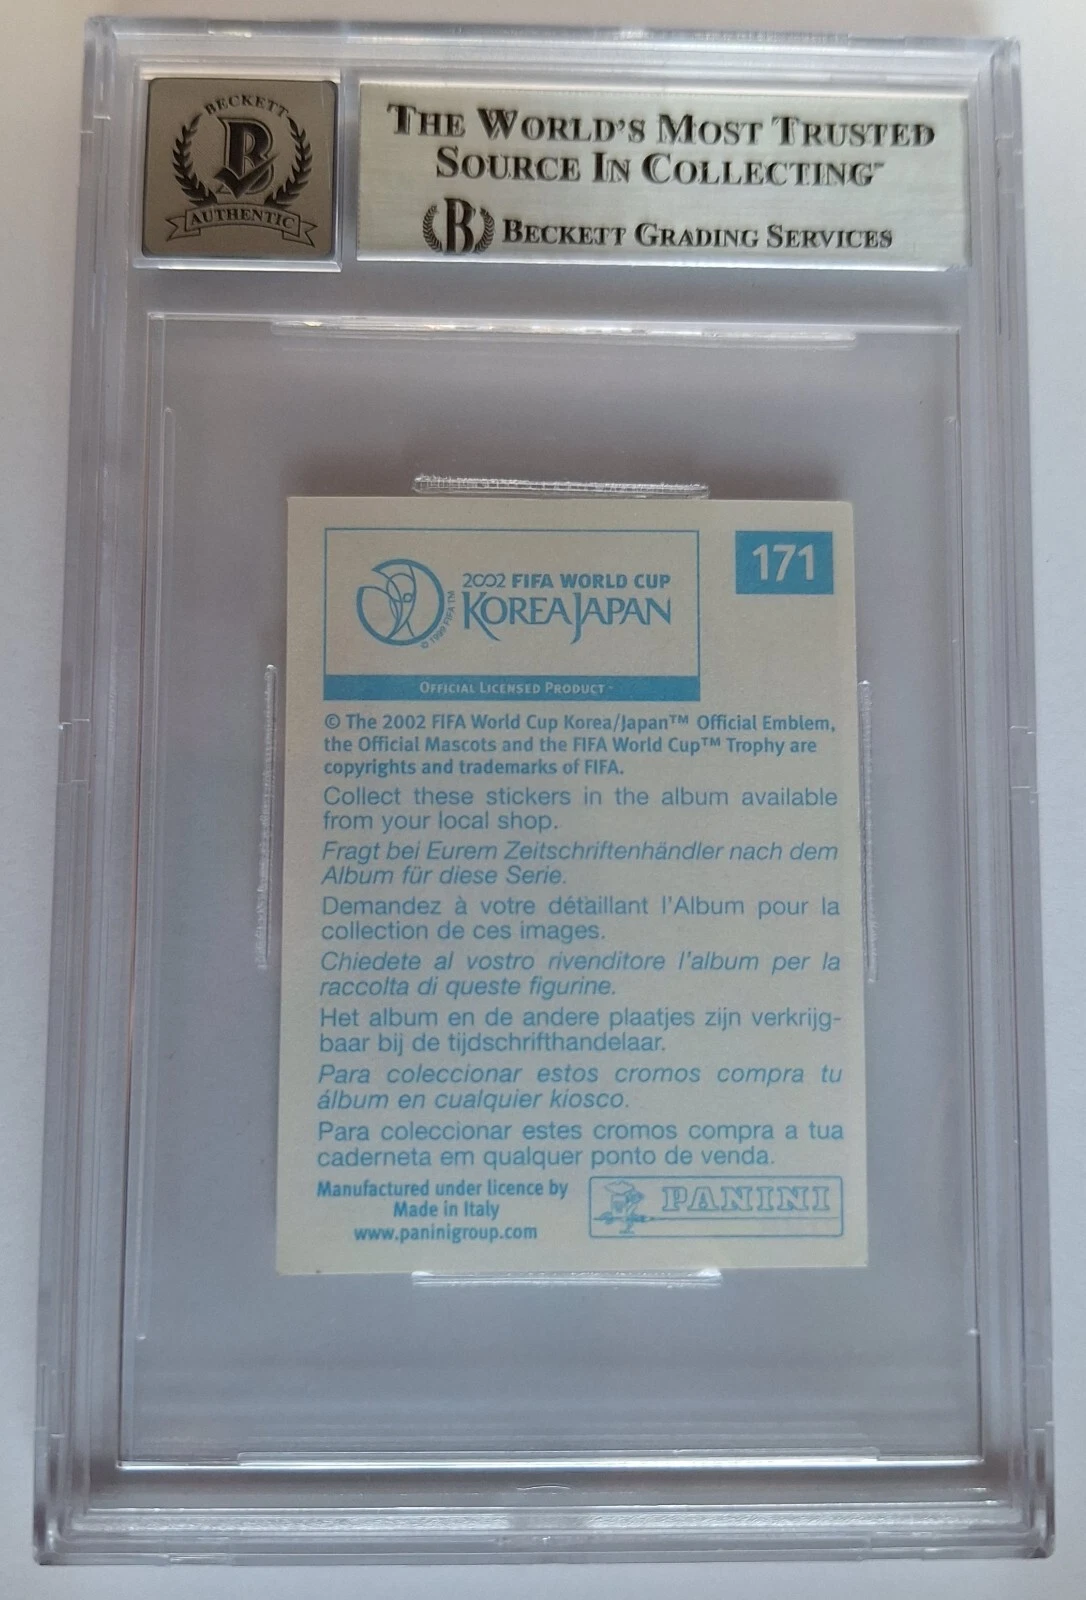 BECKETT
B
AUTHENTIC
THE WORLD'S MOST TRUSTED
SOURCE IN COLLECTING™
B BECKETT GRADING SERVICES
171
2002 FIFA WORLD CUP
KOREAJAPAN
© 1999 FIFA TM
OFFICIAL LICENSED PRODUCT
© The 2002 FIFA World Cup Korea/Japan™ Official Emblem,
the Official Mascots and the FIFA World Cup™ Trophy are
copyrights and trademarks of FIFA.
Collect these stickers in the album available
from your local shop.
Fragt bei Eurem Zeitschriftenhändler nach dem
Album für diese Serie.
Demandez à votre détaillant l'Album pour la
collection de ces images.
Chiedete al vostro rivenditore l'album per la
raccolta di queste figurine.
Het album en de andere plaatjes zijn verkrijg-
baar bij de tijdschrifthandelaar.
Para coleccionar estos cromos compra tu
álbum en cualquier kiosco.
Para coleccionar estes cromos compra a tua
caderneta em qualquer ponto de venda.
Manufactured under licence by
Made in Italy
www.paninigroup.com
PANINI